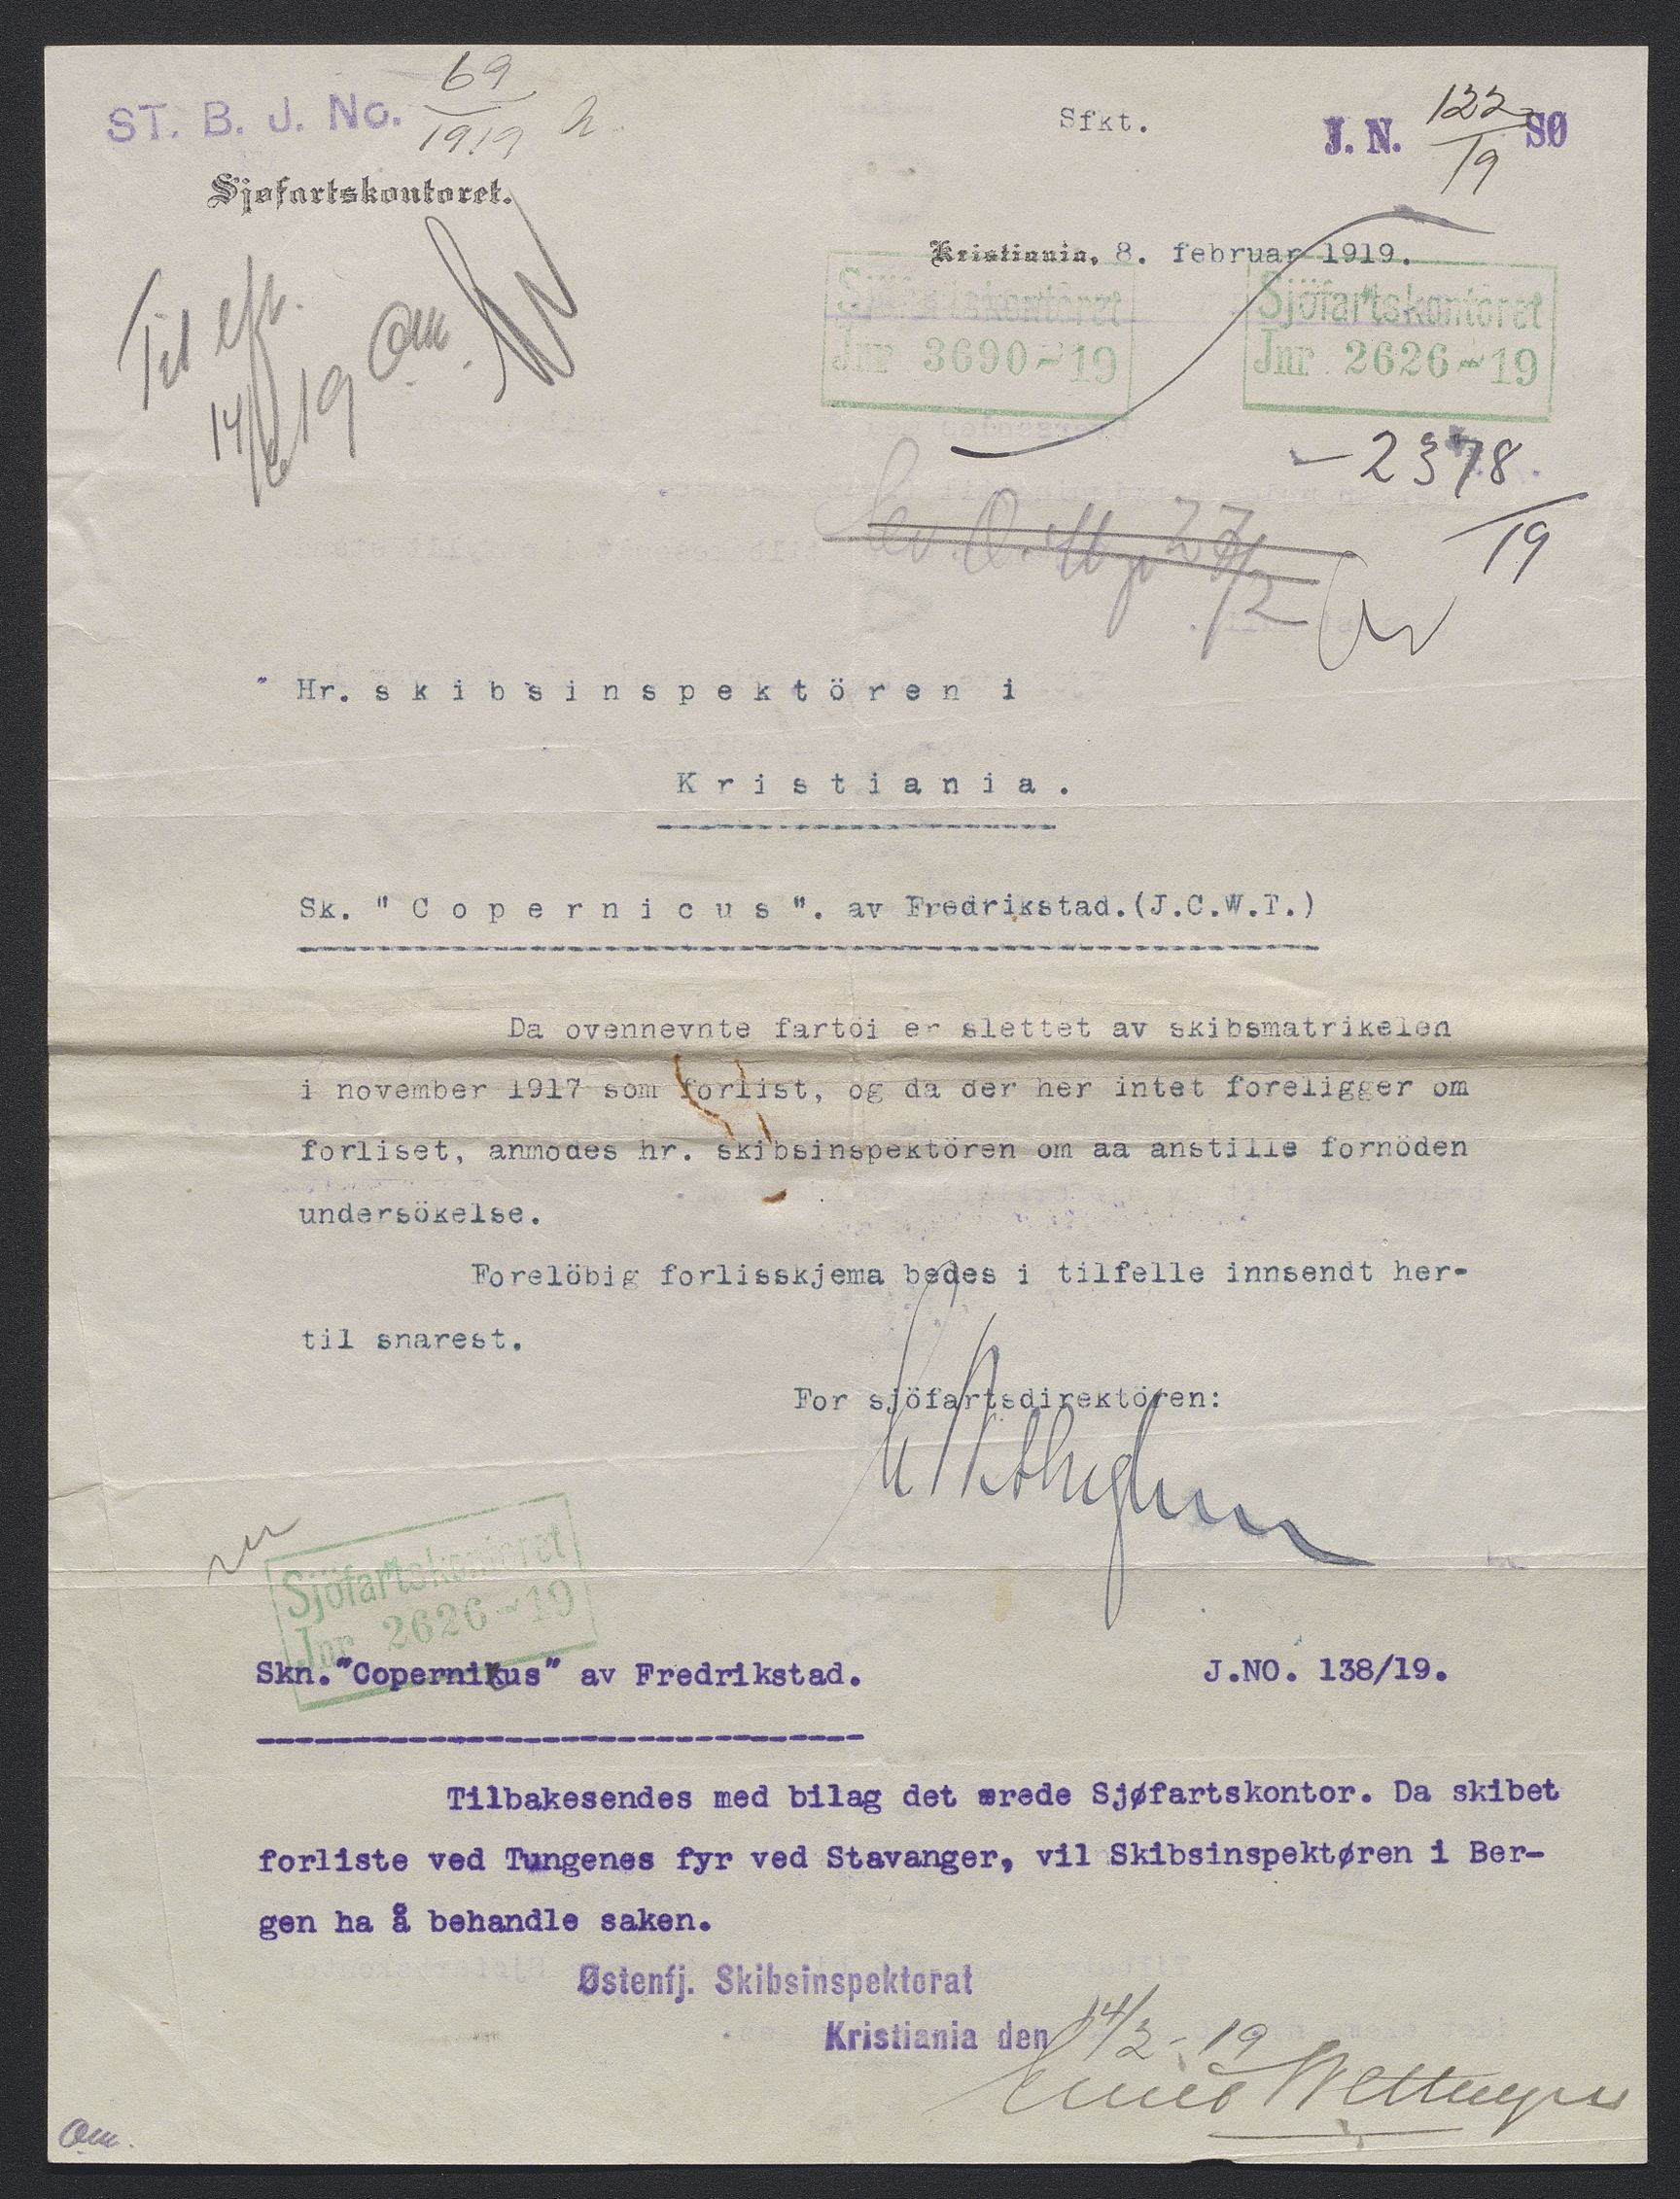 ST. B. J. No. 69/1919
Sfkt.
J. N. 122/19 SØ
Sjøfartskontoret.
Kristiania, 8. februar 1919.
Sjöfartskontoret
Jnr 3690-19
Sjöfartskontoret
Jnr. 2626-19
Til eft.
14/6 19 Om.
- 2378/19
27/2
Hr. skibsinspektören i
Kristiania.
Sk. "Copernicus". av Fredrikstad.(J.C.W.T.)
Da ovennevnte fartöi er slettet av skibsmatrikelen
i november 1917 som forlist, og da der her intet foreligger om
forliset, anmodes hr. skibsinspektören om aa anstille fornöden
undersökelse.
Forelöbig forlisskjema bedes i tilfelle innsendt her-
til snarest.
For sjöfartsdirektören:
Sjöfartskontoret
Jnr 2626-19
Skn."Copernikus" av Fredrikstad.
J.NO. 138/19.
Tilbakesendes med bilag det ærede Sjøfartskontor. Da skibet
forliste ved Tungenes fyr ved Stavanger, vil Skibsinspektøren i Ber-
gen ha å behandle saken.
Østenfj. Skibsinspektorat
Kristiania den 14/2-19
Om.